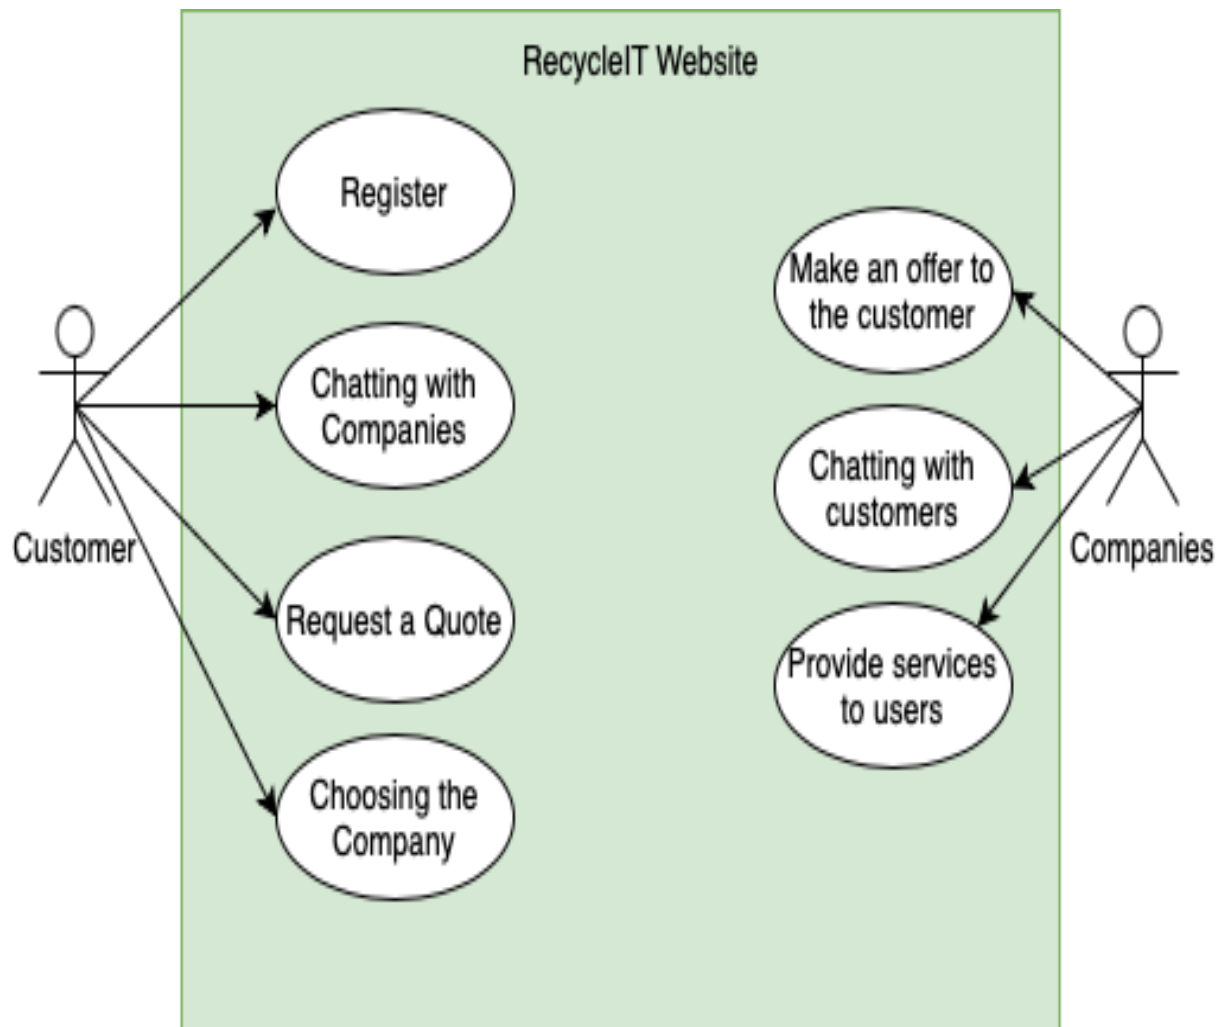 RecycleIT Website
Register
Chatting with
Companies
Request a Quote
Choosing the
Company
Make an offer to
the customer
Chatting with
customers
Provide services
to users
Customer
Companies